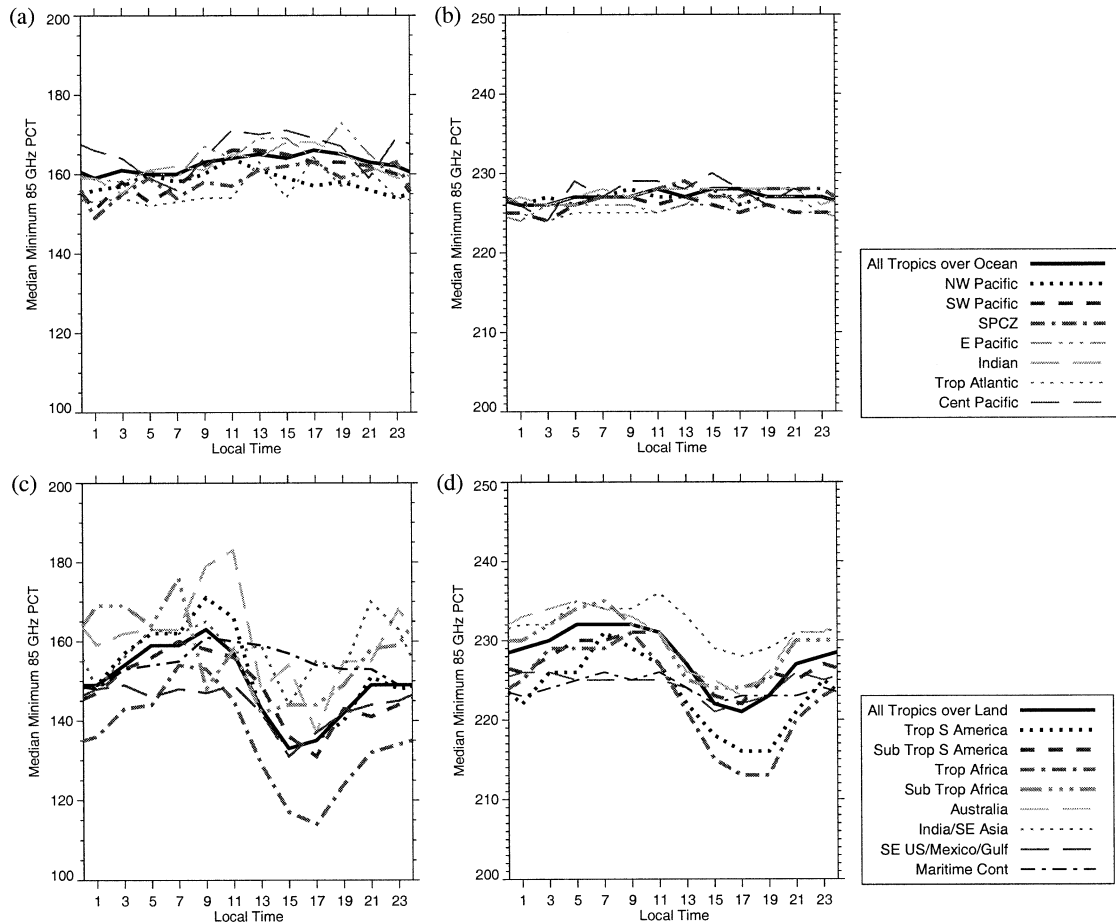 (a)
200
180
160
140
120
100
Median Minimum 85 GHz PCT
1 3 5 7 9 11 13 15 17 19 21 23
Local Time
(b)
250
240
230
220
210
200
Median Minimum 85 GHz PCT
1 3 5 7 9 11 13 15 17 19 21 23
Local Time
All Tropics over Ocean
NW Pacific
SW Pacific
SPCZ
E Pacific
Indian
Trop Atlantic
Cent Pacific
(c)
200
180
160
140
120
100
Median Minimum 85 GHz PCT
1 3 5 7 9 11 13 15 17 19 21 23
Local Time
(d)
250
240
230
220
210
200
Median Minimum 85 GHz PCT
1 3 5 7 9 11 13 15 17 19 21 23
Local Time
All Tropics over Land
Trop S America
Sub Trop S America
Trop Africa
Sub Trop Africa
Australia
India/SE Asia
SE US/Mexico/Gulf
Maritime Cont